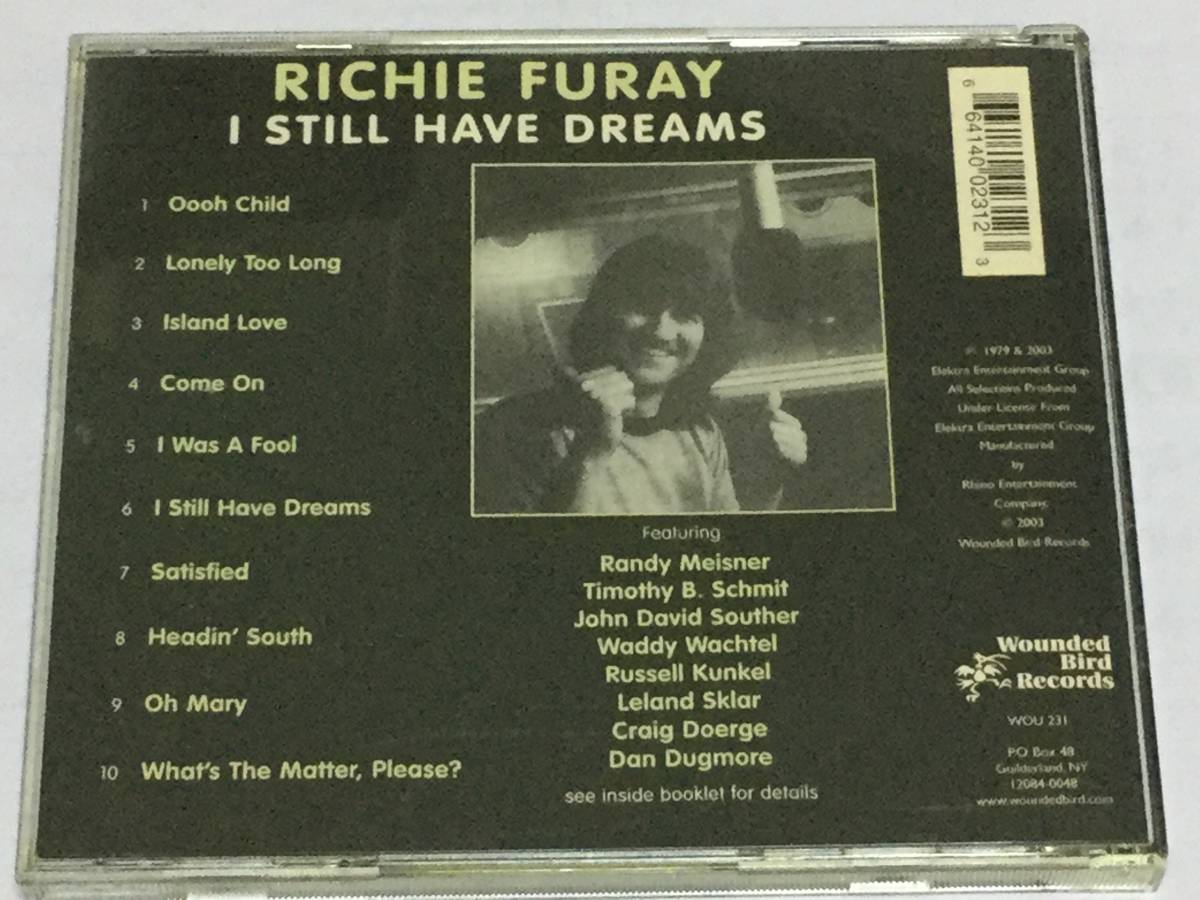 RICHIE FURAY
I STILL HAVE DREAMS
1 Oooh Child
2 Lonely Too Long
3 Island Love
4 Come On
5 I Was A Fool
6 I Still Have Dreams
7 Satisfied
8 Headin' South
9 Oh Mary
10 What's The Matter, Please?
Featuring
Randy Meisner
Timothy B. Schmit
John David Souther
Waddy Wachtel
Russell Kunkel
Leland Sklar
Craig Doerge
Dan Dugmore
see inside booklet for details
6 64140 02312 3
℗ 1979 & 2003
Elektra Entertainment Group
All Selections Produced
Under License From
Elektra Entertainment Group
Manufactured
by
Rhino Entertainment
Company.
© 2003
Wounded Bird Records
Wounded
Bird
Records
WOU 231
PO Box 48
Guilderland, NY
12084-0048
www.woundedbird.com